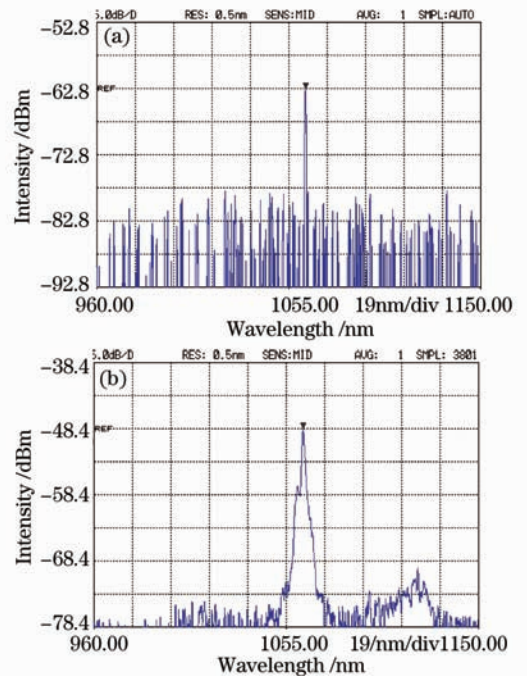 5.0dB/D RES: 0.5nm SENS:MID AVG: 1 SMPL:AUTO
(a)
−52.8
REF
−62.8
−72.8
−82.8
−92.8
Intensity /dBm
960.00 1055.00 19nm/div 1150.00
Wavelength /nm
5.0dB/D RES: 0.5nm SENS:MID AVG: 1 SMPL: 3801
(b)
−38.4
REF
−48.4
−58.4
−68.4
−78.4
Intensity /dBm
960.00 1055.00 19/nm/div1150.00
Wavelength /nm